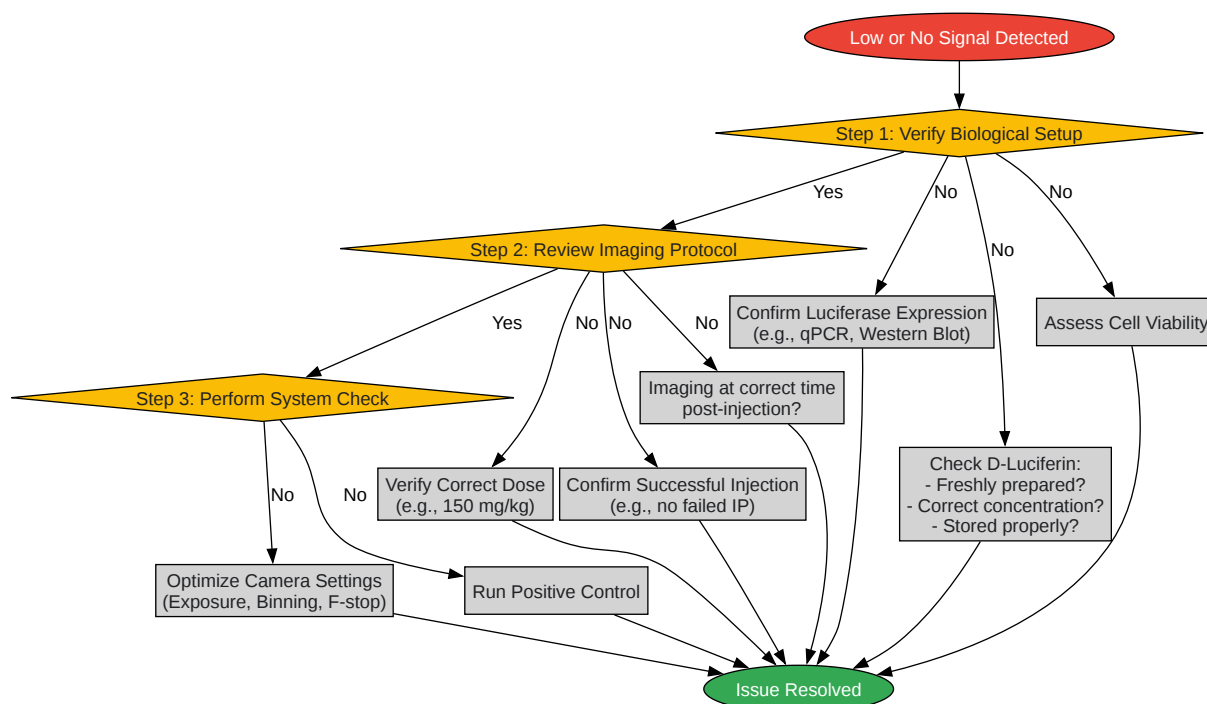 Low or No Signal Detected
Step 1: Verify Biological Setup
Yes
No
No
No
Step 2: Review Imaging Protocol
Confirm Luciferase Expression
(e.g., qPCR, Western Blot)
Assess Cell Viability
Yes
No
No
No
Imaging at correct time
post-injection?
Step 3: Perform System Check
Check D-Luciferin:
- Freshly prepared?
- Correct concentration?
- Stored properly?
Verify Correct Dose
(e.g., 150 mg/kg)
Confirm Successful Injection
(e.g., no failed IP)
No
No
Optimize Camera Settings
(Exposure, Binning, F-stop)
Run Positive Control
Issue Resolved